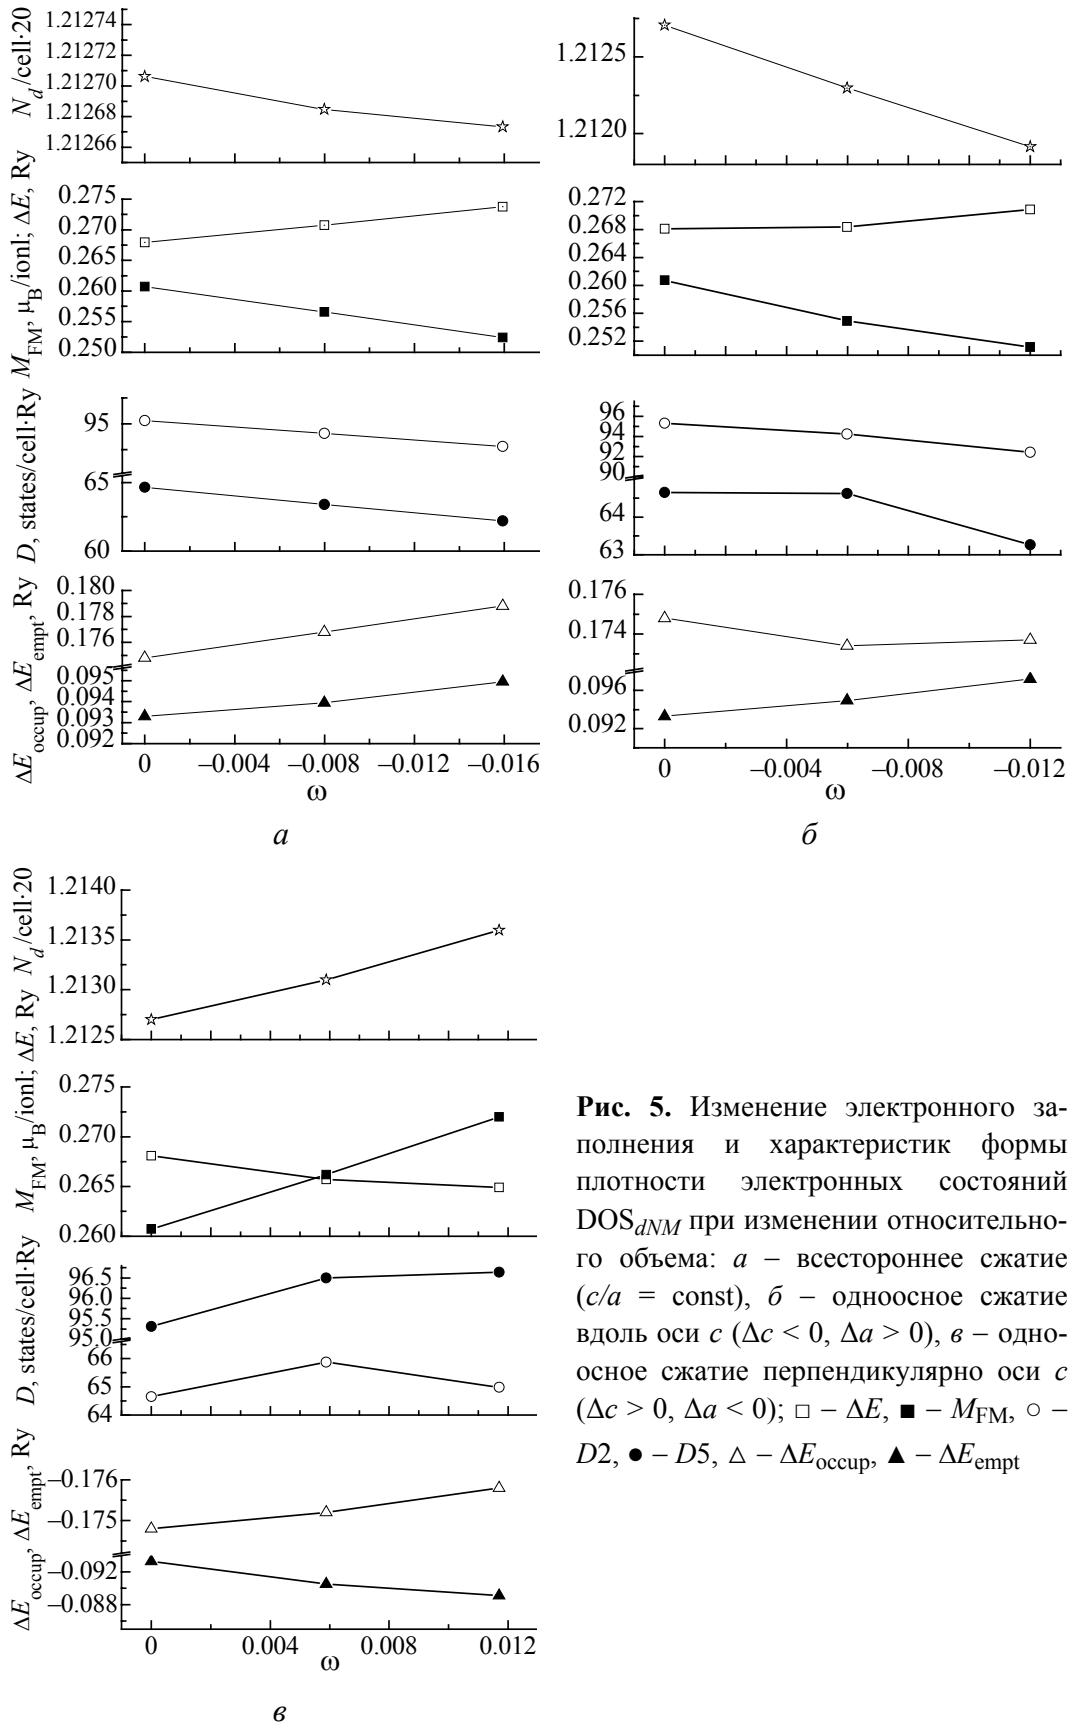 N_d/cell·20
1.21274
1.21272
1.21270
1.21268
1.21266
M_FM, μ_B/ionl; ΔE, Ry
0.275
0.270
0.265
0.260
0.255
0.250
D, states/cell·Ry
95
65
60
ΔE_occup, ΔE_empt, Ry
0.180
0.178
0.176
0.095
0.094
0.093
0.092
0 –0.004 –0.008 –0.012 –0.016
ω
а
1.2125
1.2120
0.272
0.268
0.264
0.260
0.256
0.252
96
94
92
90
64
63
0.176
0.174
0.096
0.092
0 –0.004 –0.008 –0.012
ω
б
N_d/cell·20
1.2140
1.2135
1.2130
1.2125
M_FM, μ_B/ionl; ΔE, Ry
0.275
0.270
0.265
0.260
D, states/cell·Ry
96.5
96.0
95.5
95.0
66
65
64
ΔE_occup, ΔE_empt, Ry
–0.176
–0.175
–0.092
–0.088
0 0.004 0.008 0.012
ω
в
Рис. 5. Изменение электронного за-
полнения и характеристик формы
плотности электронных состояний
DOS_dNM при изменении относительно-
го объема: а – всестороннее сжатие
(c/a = const), б – одноосное сжатие
вдоль оси c (Δc < 0, Δa > 0), в – одно-
осное сжатие перпендикулярно оси c
(Δc > 0, Δa < 0); □ – ΔE, ■ – M_FM, ○ –
D2, ● – D5, △ – ΔE_occup, ▲ – ΔE_empt